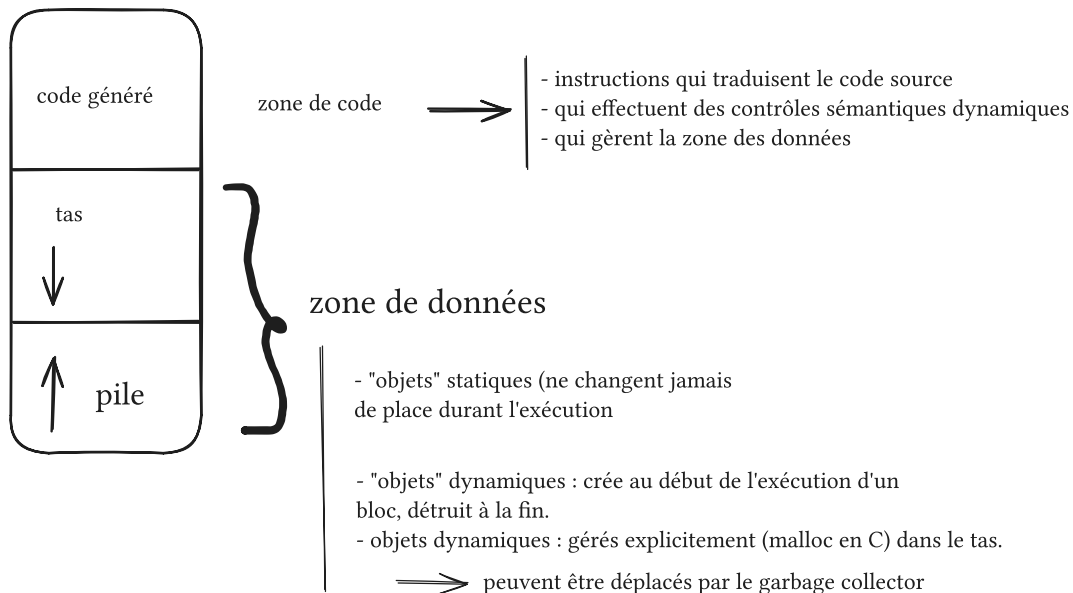 code généré
zone de code
- instructions qui traduisent le code source
- qui effectuent des contrôles sémantiques dynamiques
- qui gèrent la zone des données
tas
zone de données
pile
- "objets" statiques (ne changent jamais
de place durant l'exécution
- "objets" dynamiques : crée au début de l'exécution d'un
bloc, détruit à la fin.
- objets dynamiques : gérés explicitement (malloc en C) dans le tas.
peuvent être déplacés par le garbage collector